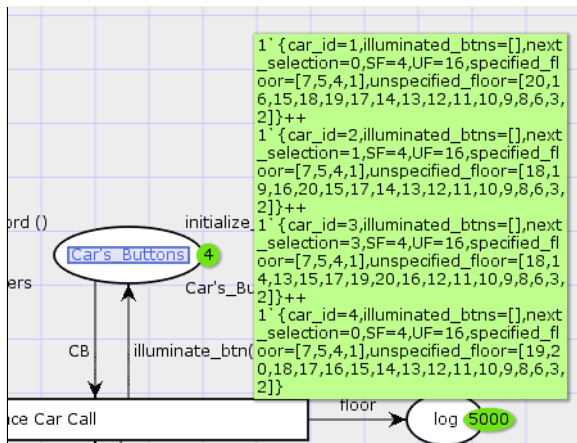 1`{car_id=1,illuminated_btns=[],next
_selection=0,SF=4,UF=16,specified_fl
oor=[7,5,4,1],unspecified_floor=[20,1
6,15,18,19,17,14,13,12,11,10,9,8,6,3,
2]}++
1`{car_id=2,illuminated_btns=[],next
_selection=1,SF=4,UF=16,specified_fl
oor=[7,5,4,1],unspecified_floor=[18,1
9,16,20,15,17,14,13,12,11,10,9,8,6,3,
2]}++
1`{car_id=3,illuminated_btns=[],next
_selection=3,SF=4,UF=16,specified_fl
oor=[7,5,4,1],unspecified_floor=[18,1
4,13,15,17,19,20,16,12,11,10,9,8,6,3,
2]}++
1`{car_id=4,illuminated_btns=[],next
_selection=0,SF=4,UF=16,specified_fl
oor=[7,5,4,1],unspecified_floor=[19,2
0,18,17,16,15,14,13,12,11,10,9,8,6,3,
2]}
ord ()
initialize_
Car's_Buttons
4
ers
Car's_Bu
CB
illuminate_btn(
nce Car Call
floor
log
5000